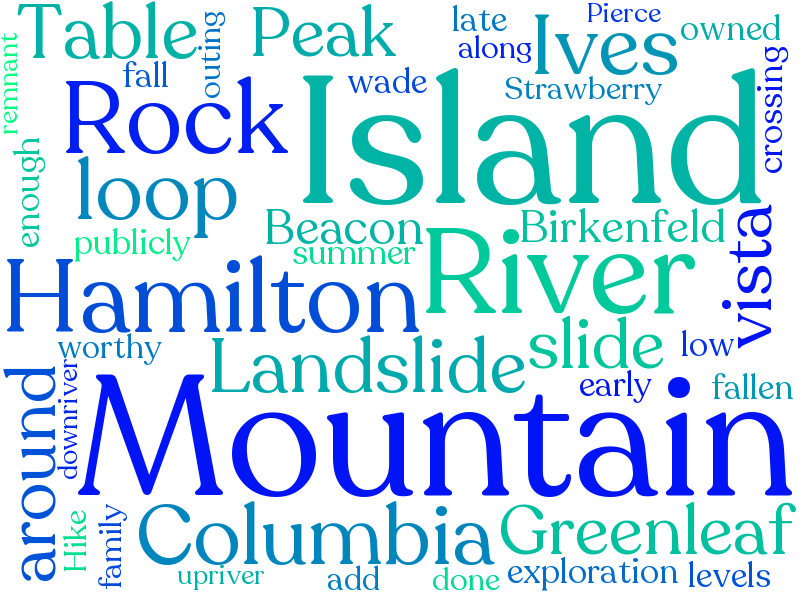 Table
Peak
late
Pierce
along
Ives
owned
remnant
fall
outing
wade
Strawberry
crossing
Rock
Island
enough
loop
publicly
Beacon
summer
Birkenfeld
River
vista
Hamilton
worthy
Landslide
slide
low
early
fallen
around
downriver
Mountain
Hike
family
Columbia
Greenleaf
upriver
add
done
exploration
levels